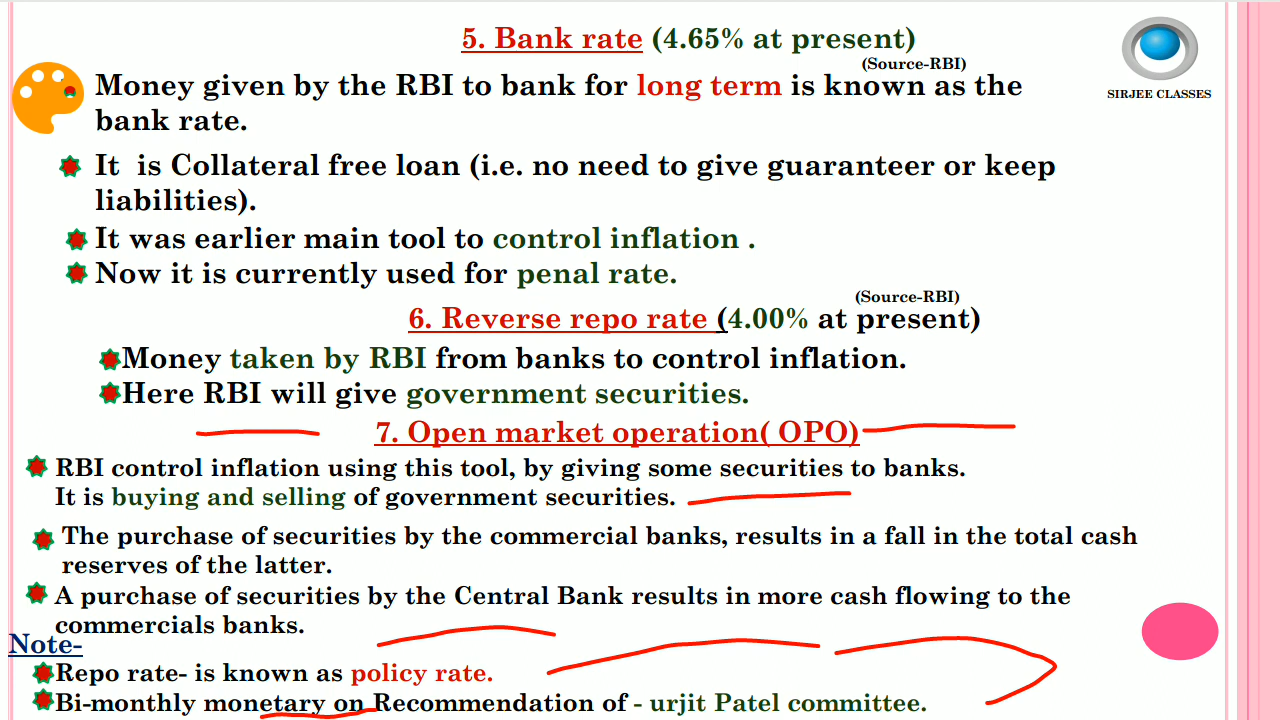 5. Bank rate (4.65% at present)
(Source-RBI)
SIRJEE CLASSES
Money given by the RBI to bank for long term is known as the
bank rate.
It is Collateral free loan (i.e. no need to give guaranteer or keep
liabilities).
It was earlier main tool to control inflation .
Now it is currently used for penal rate.
(Source-RBI)
6. Reverse repo rate (4.00% at present)
Money taken by RBI from banks to control inflation.
Here RBI will give government securities.
7. Open market operation( OPO)
RBI control inflation using this tool, by giving some securities to banks.
It is buying and selling of government securities.
The purchase of securities by the commercial banks, results in a fall in the total cash
reserves of the latter.
A purchase of securities by the Central Bank results in more cash flowing to the
commercials banks.
Note-
Repo rate- is known as policy rate.
Bi-monthly monetary on Recommendation of - urjit Patel committee.